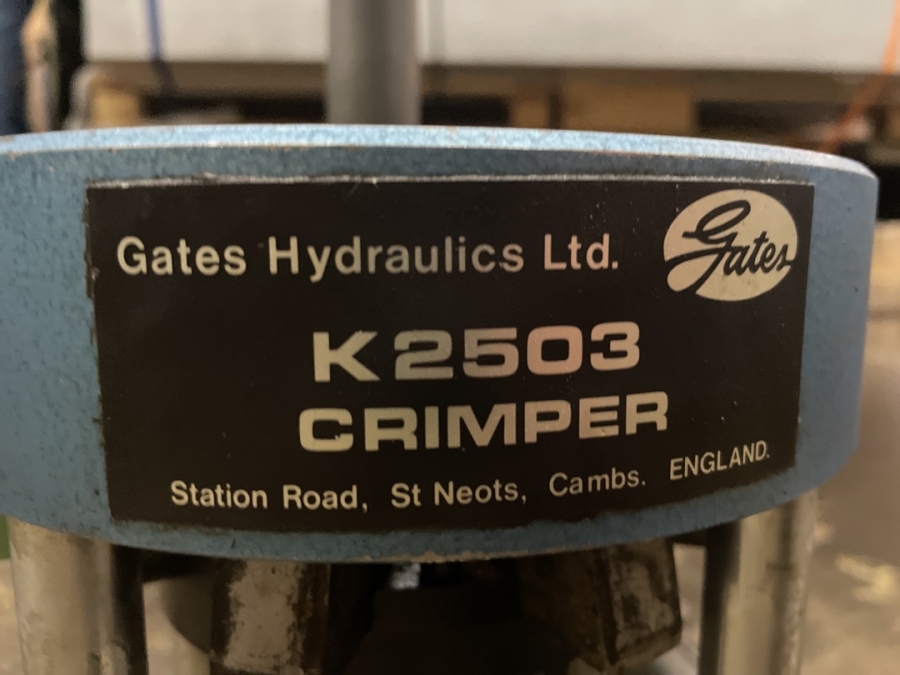 Gates Hydraulics Ltd.
Gates
K2503
CRIMPER
Station Road, St Neots, Cambs. ENGLAND.